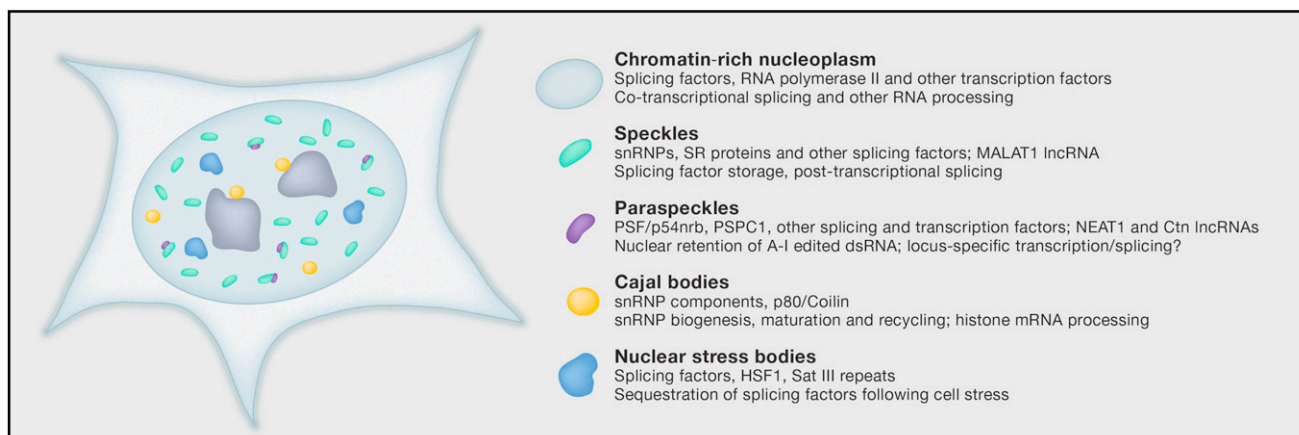 Chromatin-rich nucleoplasm
Splicing factors, RNA polymerase II and other transcription factors
Co-transcriptional splicing and other RNA processing
Speckles
snRNPs, SR proteins and other splicing factors; MALAT1 lncRNA
Splicing factor storage, post-transcriptional splicing
Paraspeckles
PSF/p54nrb, PSPC1, other splicing and transcription factors; NEAT1 and Ctn lncRNAs
Nuclear retention of A-I edited dsRNA; locus-specific transcription/splicing?
Cajal bodies
snRNP components, p80/Coilin
snRNP biogenesis, maturation and recycling; histone mRNA processing
Nuclear stress bodies
Splicing factors, HSF1, Sat III repeats
Sequestration of splicing factors following cell stress